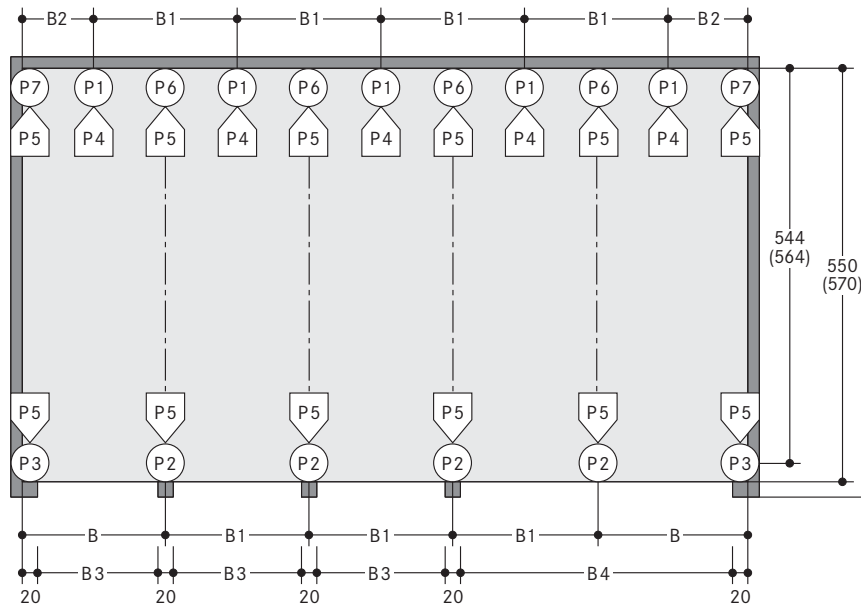 B2 B1 B1 B1 B1 B2
P7 P1 P6 P1 P6 P1 P6 P1 P6 P1 P7
P5 P4 P5 P4 P5 P4 P5 P4 P5 P4 P5
544
(564)
550
(570)
P5 P5 P5 P5 P5 P5
P3 P2 P2 P2 P2 P3
B B1 B1 B1 B
B3 B3 B3 B4
20 20 20 20 20